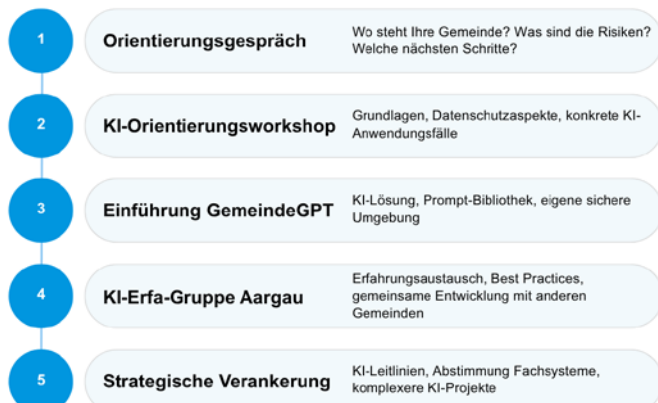 1
Orientierungsgespräch
Wo steht Ihre Gemeinde? Was sind die Risiken?
Welche nächsten Schritte?
2
KI-Orientierungsworkshop
Grundlagen, Datenschutzaspekte, konkrete KI-
Anwendungsfälle
3
Einführung GemeindeGPT
KI-Lösung, Prompt-Bibliothek, eigene sichere
Umgebung
4
KI-Erfa-Gruppe Aargau
Erfahrungsaustausch, Best Practices,
gemeinsame Entwicklung mit anderen
Gemeinden
5
Strategische Verankerung
KI-Leitlinien, Abstimmung Fachsysteme,
komplexere KI-Projekte